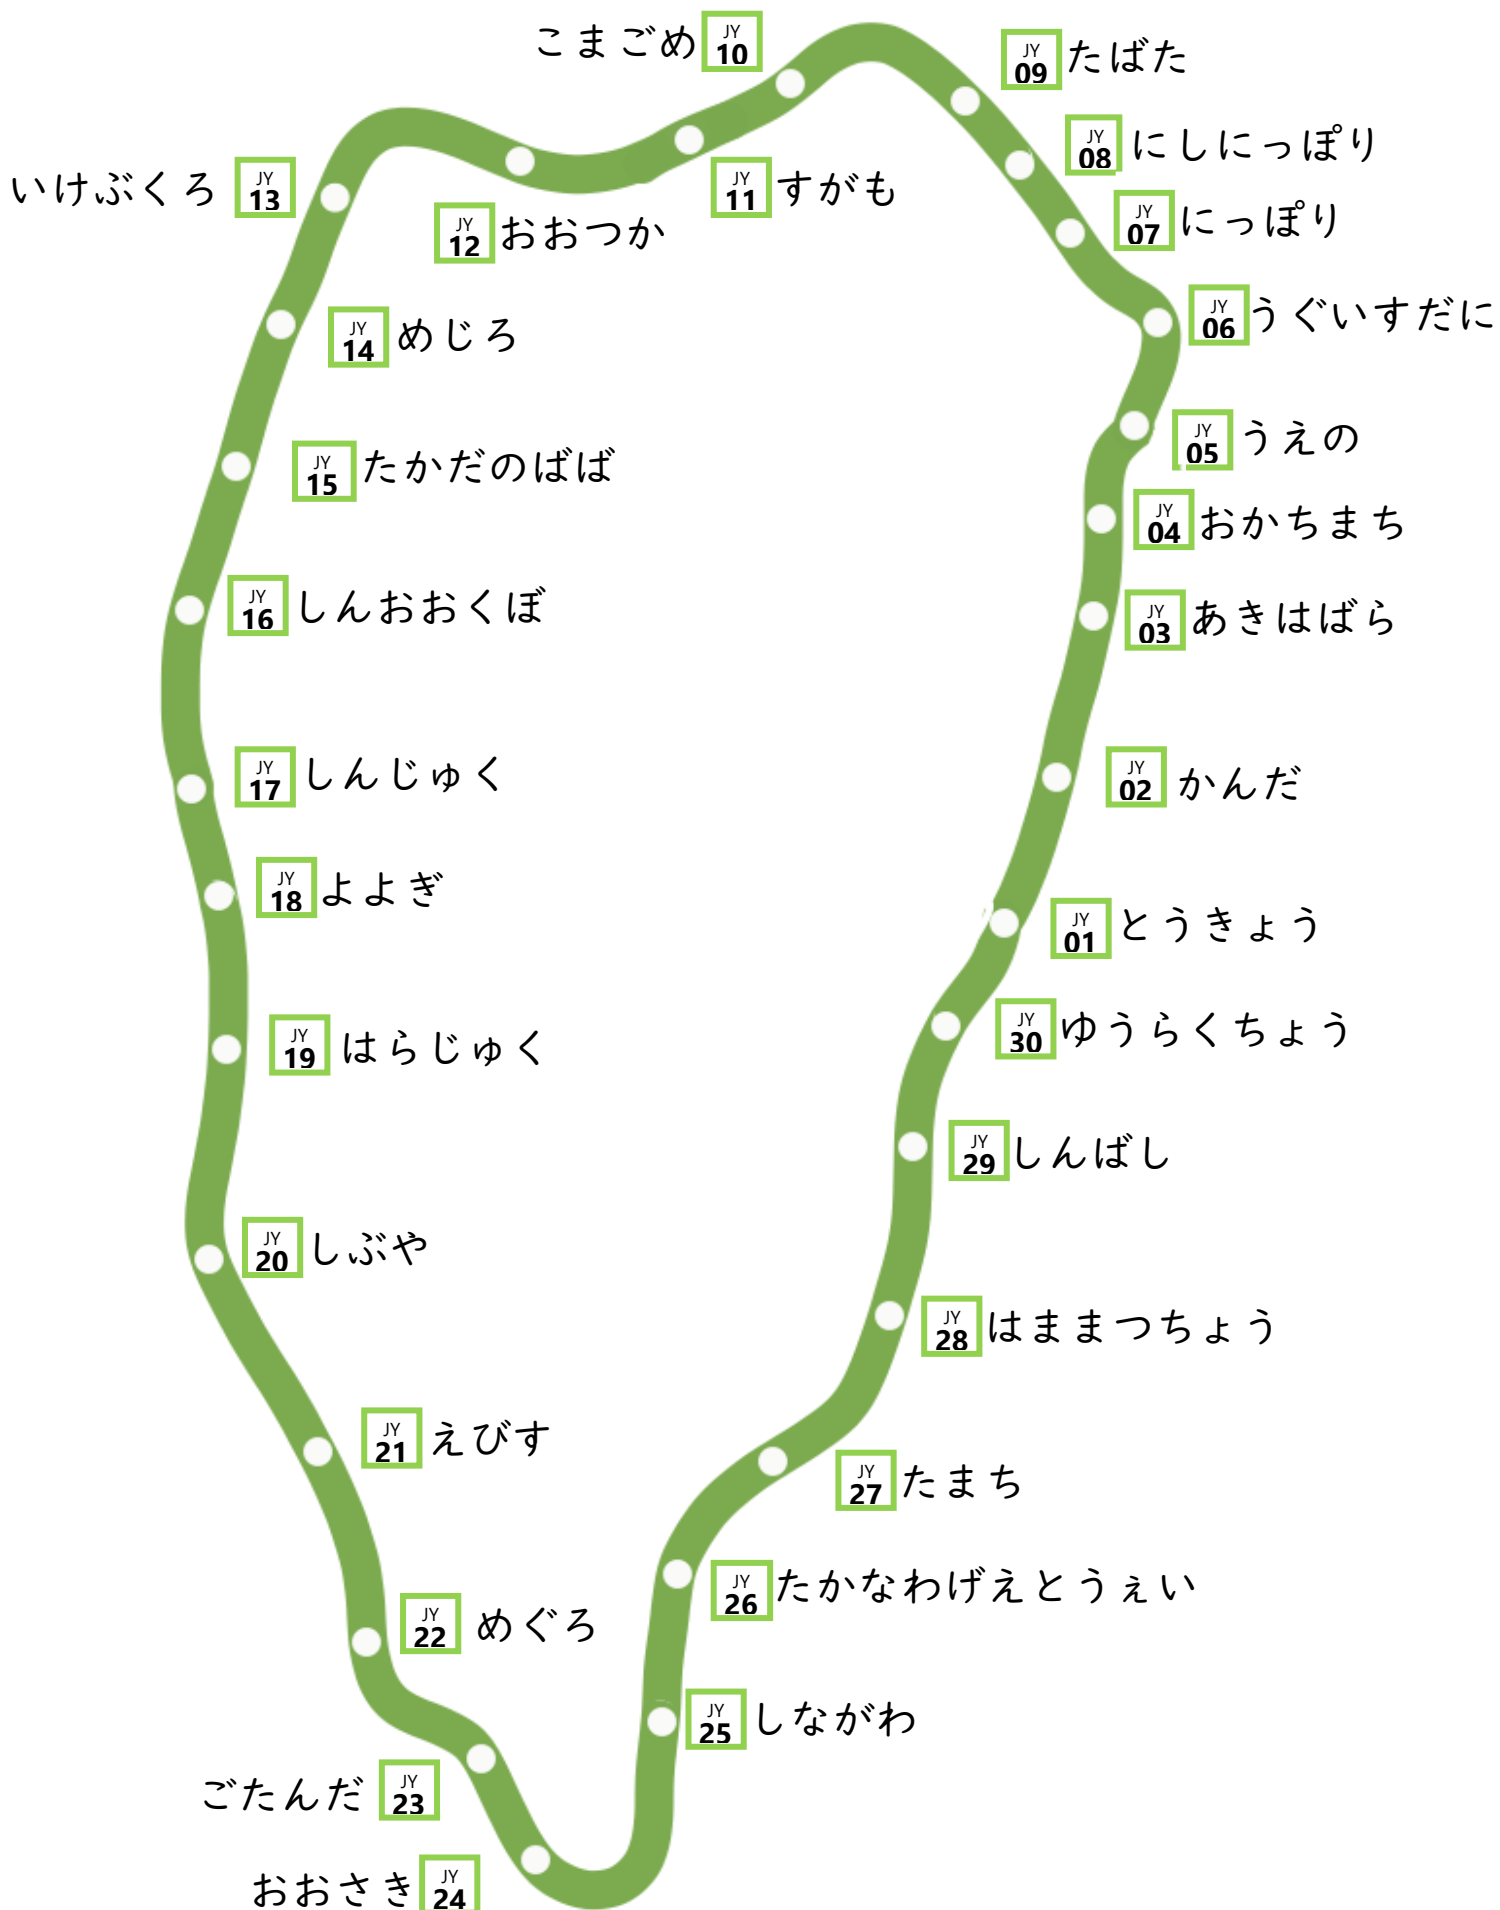 こまごめ JY 10
JY 09 たばた
JY 08 にしにっぽり
いけぶくろ JY 13
JY 11 すがも
JY 07 にっぽり
JY 12 おおつか
JY 06 うぐいすだに
JY 14 めじろ
JY 05 うえの
JY 15 たかだのばば
JY 04 おかちまち
JY 16 しんおおくぼ
JY 03 あきはばら
JY 17 しんじゅく
JY 02 かんだ
JY 18 よよぎ
JY 01 とうきょう
JY 30 ゆうらくちょう
JY 19 はらじゅく
JY 29 しんばし
JY 20 しぶや
JY 28 はままつちょう
JY 21 えびす
JY 27 たまち
JY 26 たかなわげえとうぇい
JY 22 めぐろ
JY 25 しながわ
ごたんだ JY 23
おおさき JY 24